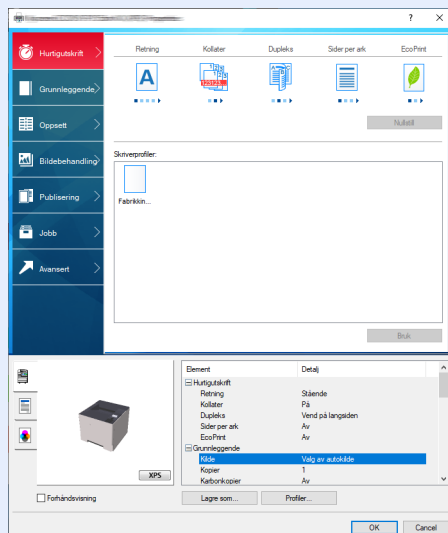 ? ×
Hurtigutskrift
Retning Kollater Dupleks Sider per ark EcoPrint
A
123123
Grunnleggende
Oppsett
Nullstill
Bildebehandling
Skriverprofiler:
Fabrikkin...
Publisering
Jobb
Avansert
Bruk
Element Detalj
Hurtigutskrift
Retning Stående
Kollater På
Dupleks Vend på langsiden
Sider per ark Av
EcoPrint Av
Grunnleggende
Kilde Valg av autokilde
Kopier 1
Karbonkopier Av
XPS
Forhåndsvisning
Lagre som... Profiler...
OK Cancel